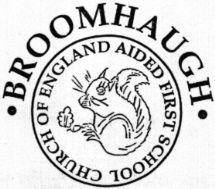 • BROOMHAUGH •
CHURCH OF ENGLAND AIDED FIRST SCHOOL